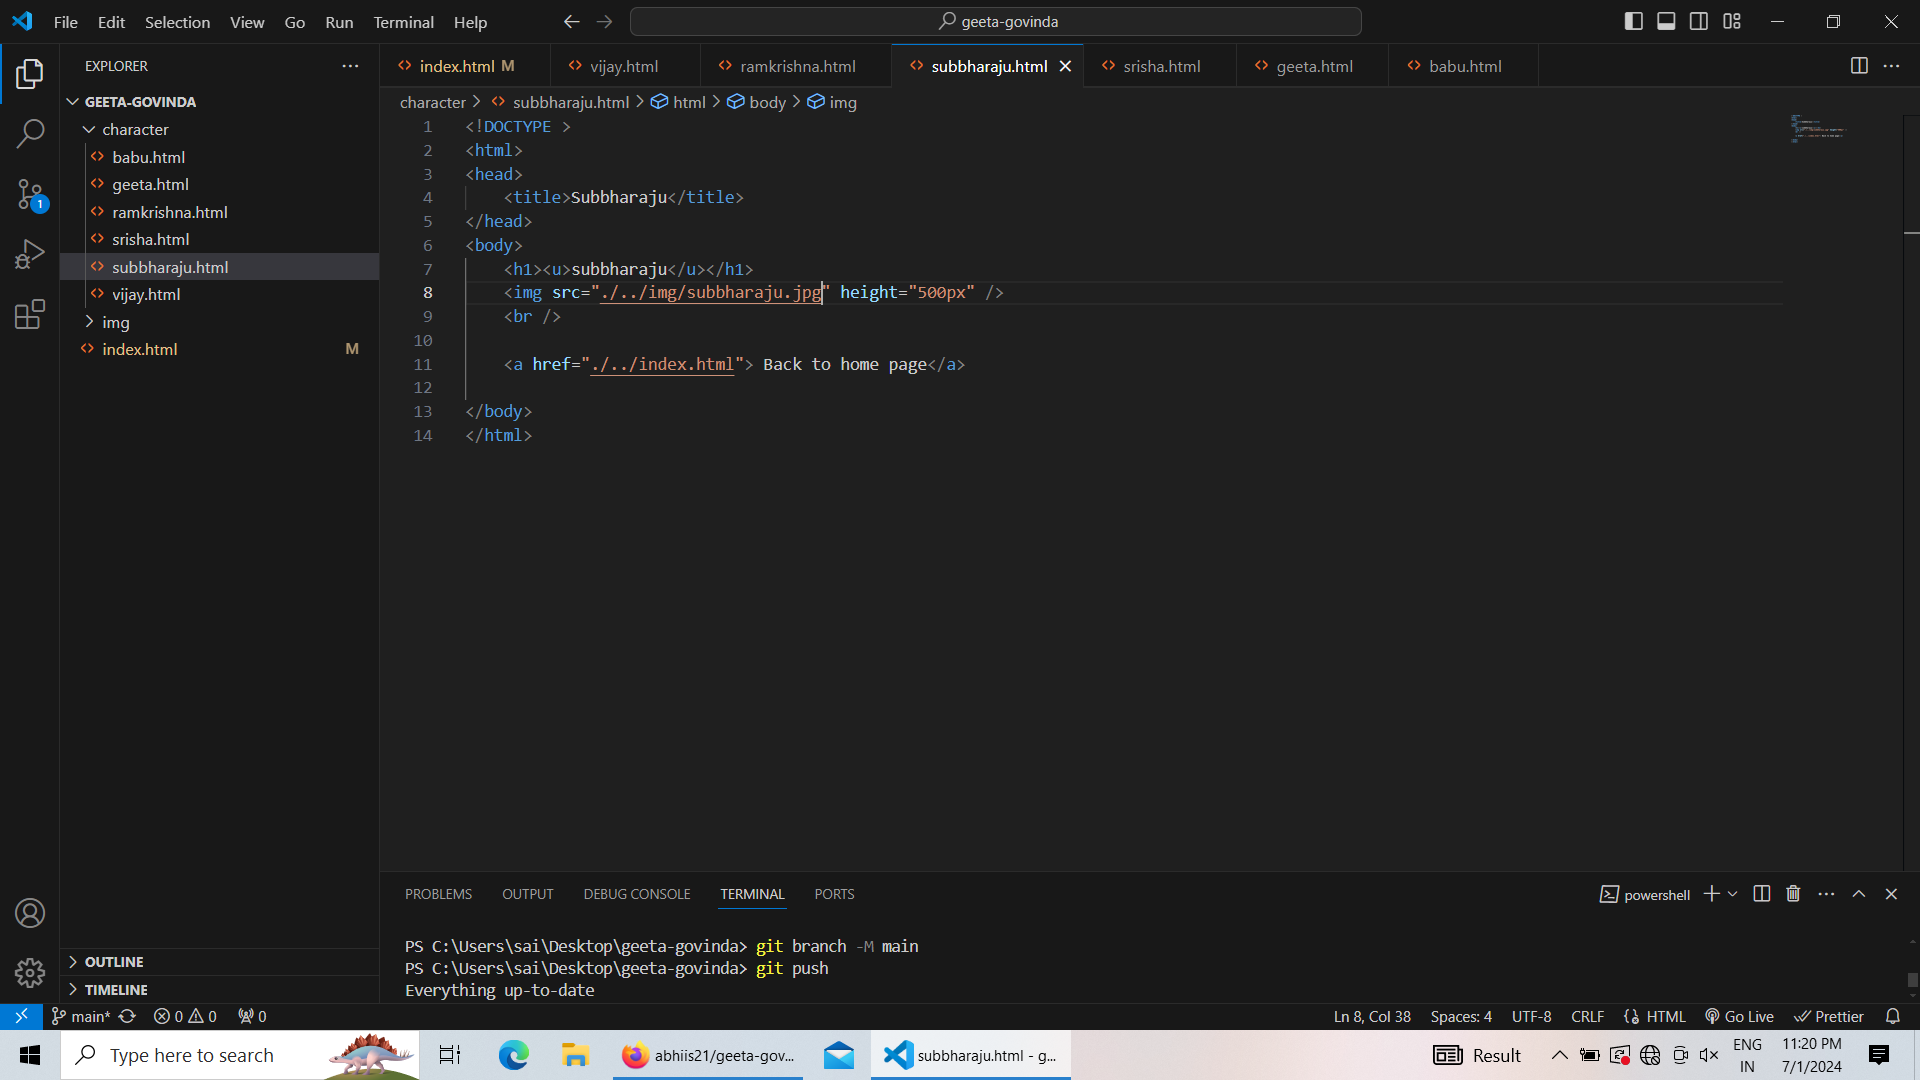 File Edit Selection View Go Run Terminal Help
geeta-govinda
EXPLORER
GEETA-GOVINDA
character
babu.html
geeta.html
ramkrishna.html
srisha.html
subbharaju.html
vijay.html
img
index.html M
OUTLINE
TIMELINE
index.html M vijay.html ramkrishna.html subbharaju.html srisha.html geeta.html babu.html
character > subbharaju.html > html > body > img
1 <!DOCTYPE >
2 <html>
3 <head>
4 <title>Subbharaju</title>
5 </head>
6 <body>
7 <h1><u>subbharaju</u></h1>
8 <img src="./../img/subbharaju.jpg" height="500px" />
9 <br />
10
11 <a href="./../index.html"> Back to home page</a>
12
13 </body>
14 </html>
PROBLEMS OUTPUT DEBUG CONSOLE TERMINAL PORTS
powershell
PS C:\Users\sai\Desktop\geeta-govinda> git branch -M main
PS C:\Users\sai\Desktop\geeta-govinda> git push
Everything up-to-date
1
main* 0 0 0
Ln 8, Col 38 Spaces: 4 UTF-8 CRLF HTML Go Live Prettier
Type here to search
abhiis21/geeta-gov...
subbharaju.html - g...
Result
ENG
IN
11:20 PM
7/1/2024